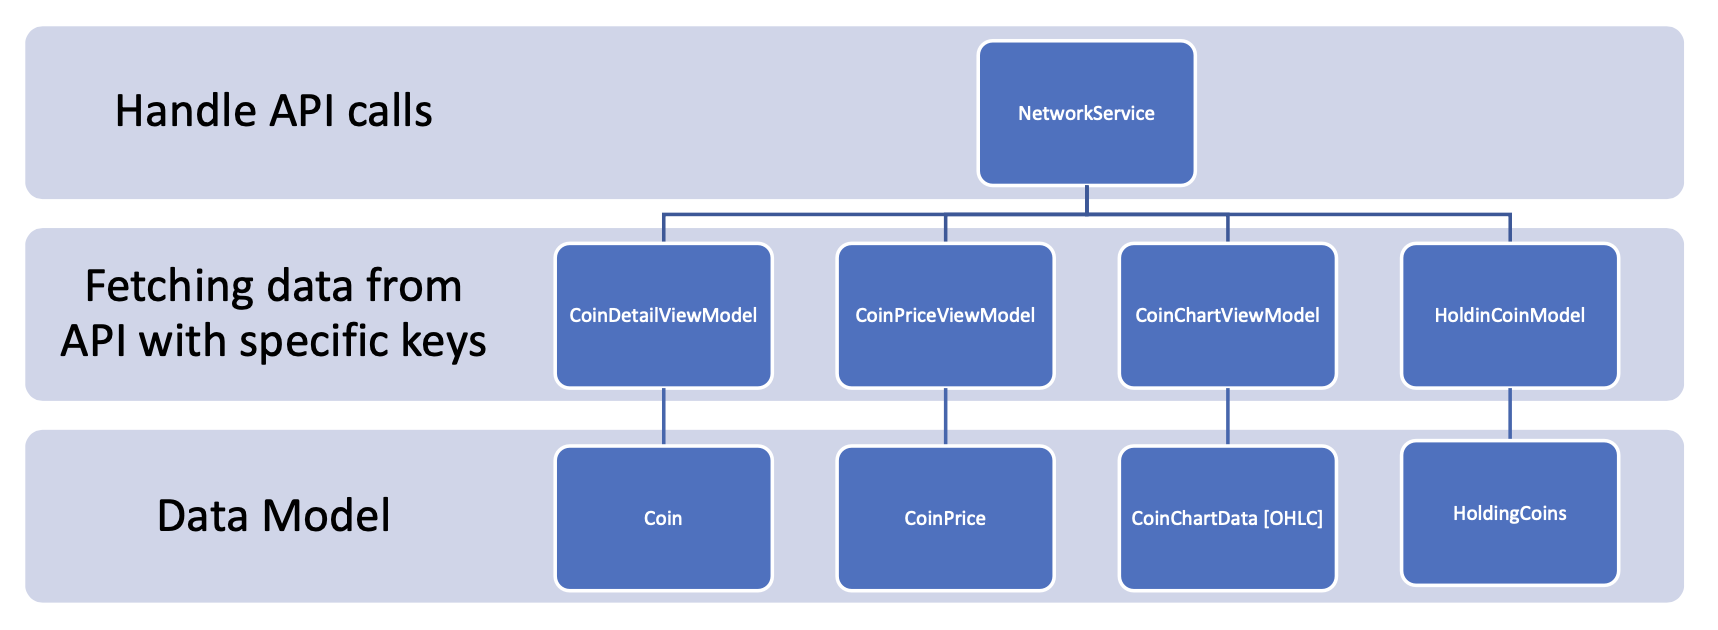 Handle API calls
NetworkService
Fetching data from
API with specific keys
CoinDetailViewModel
CoinPriceViewModel
CoinChartViewModel
HoldinCoinModel
Data Model
Coin
CoinPrice
CoinChartData [OHLC]
HoldingCoins